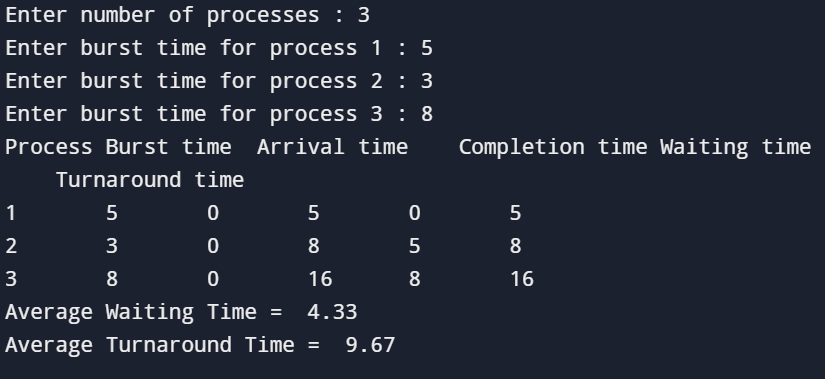 Enter number of processes : 3
Enter burst time for process 1 : 5
Enter burst time for process 2 : 3
Enter burst time for process 3 : 8
Process Burst time  Arrival time    Completion time Waiting time
    Turnaround time
1       5       0       5       0       5
2       3       0       8       5       8
3       8       0       16      8       16
Average Waiting Time =  4.33
Average Turnaround Time =  9.67